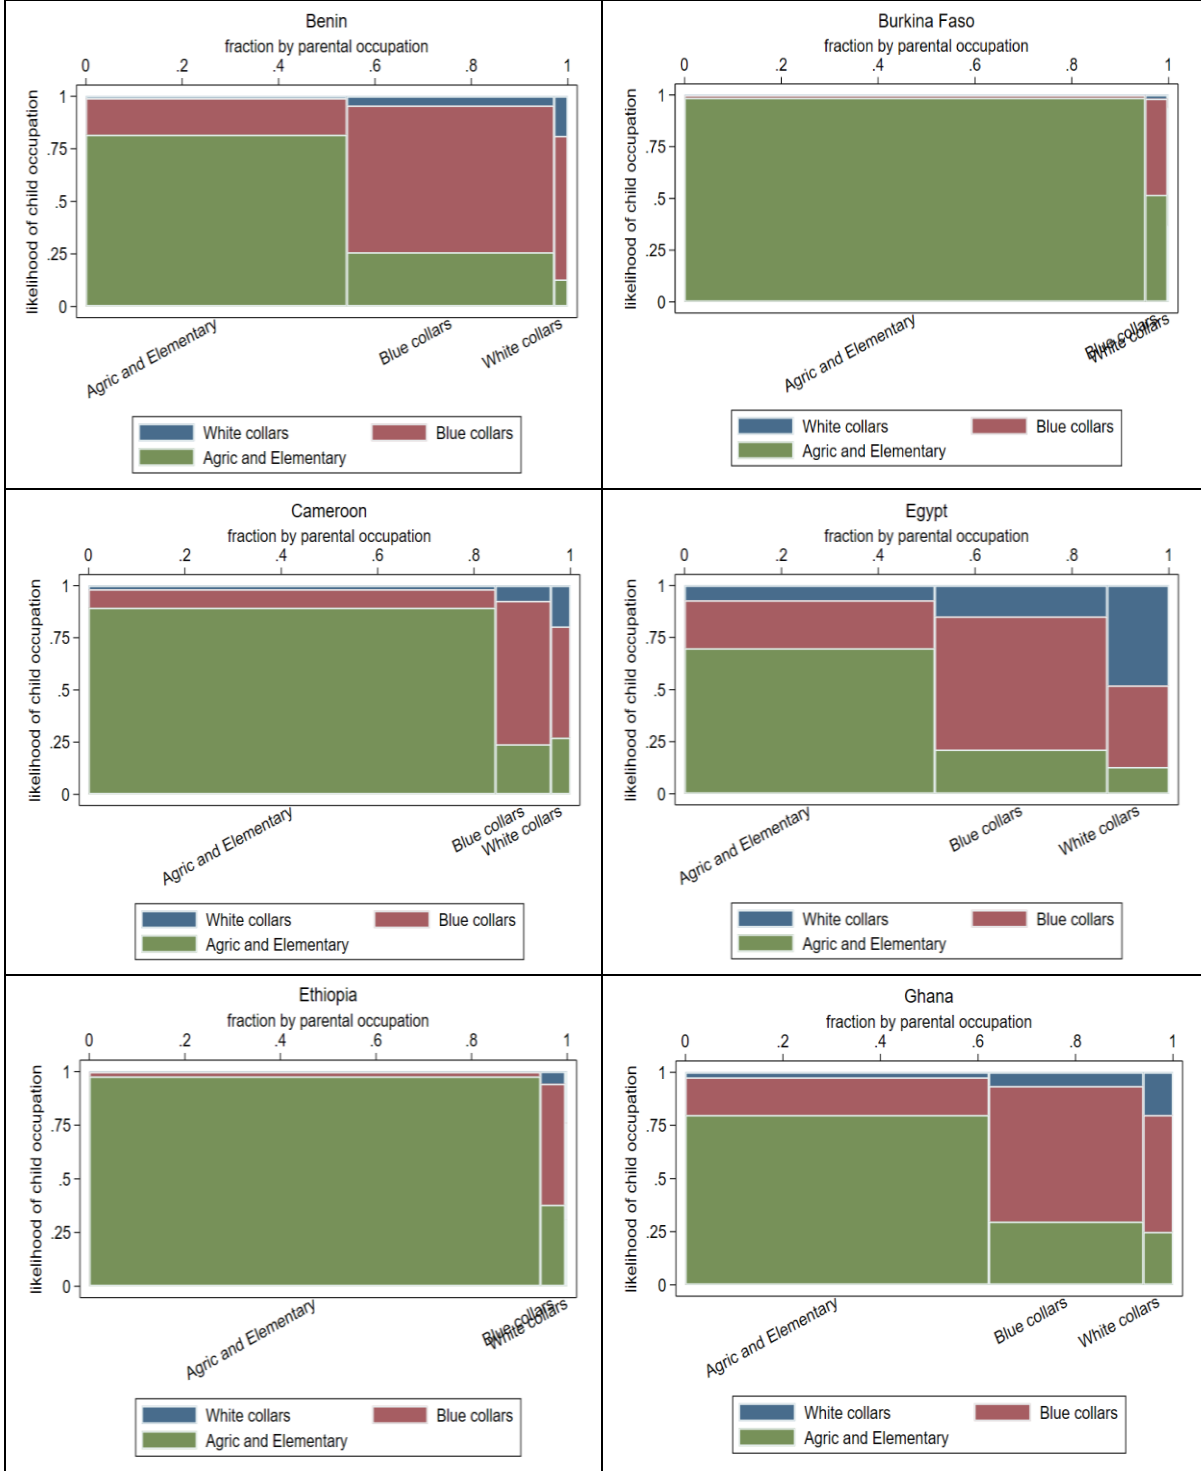 Benin
fraction by parental occupation
0 .2 .4 .6 .8 1
likelihood of child occupation
1
.75
.5
.25
0
Agric and Elementary Blue collars White collars
White collars Blue collars
Agric and Elementary
Burkina Faso
fraction by parental occupation
0 .2 .4 .6 .8 1
likelihood of child occupation
1
.75
.5
.25
0
Agric and Elementary Blue collars White collars
White collars Blue collars
Agric and Elementary
Cameroon
fraction by parental occupation
0 .2 .4 .6 .8 1
likelihood of child occupation
1
.75
.5
.25
0
Agric and Elementary Blue collars White collars
White collars Blue collars
Agric and Elementary
Egypt
fraction by parental occupation
0 .2 .4 .6 .8 1
likelihood of child occupation
1
.75
.5
.25
0
Agric and Elementary Blue collars White collars
White collars Blue collars
Agric and Elementary
Ethiopia
fraction by parental occupation
0 .2 .4 .6 .8 1
likelihood of child occupation
1
.75
.5
.25
0
Agric and Elementary Blue collars White collars
White collars Blue collars
Agric and Elementary
Ghana
fraction by parental occupation
0 .2 .4 .6 .8 1
likelihood of child occupation
1
.75
.5
.25
0
Agric and Elementary Blue collars White collars
White collars Blue collars
Agric and Elementary